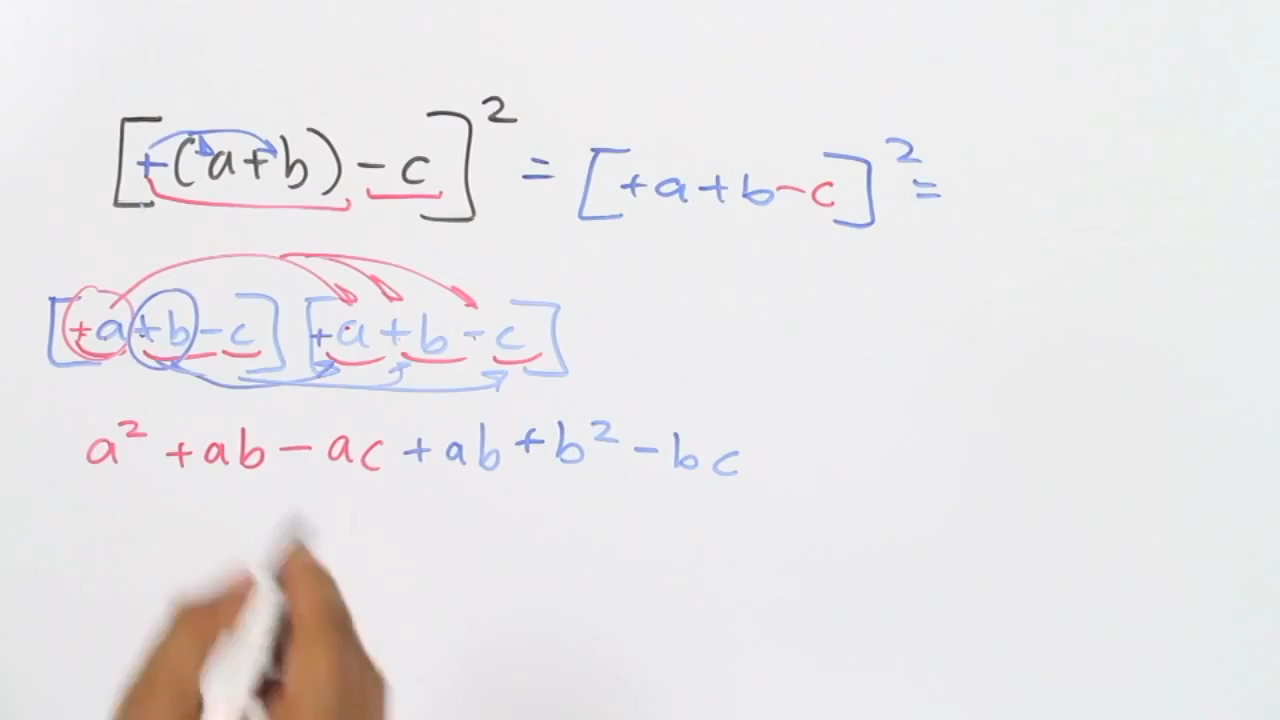 [+(a+b)-c]² = [+a+b-c]² =
[+a+b-c] [+a+b-c]
a² +ab -ac +ab +b² -bc